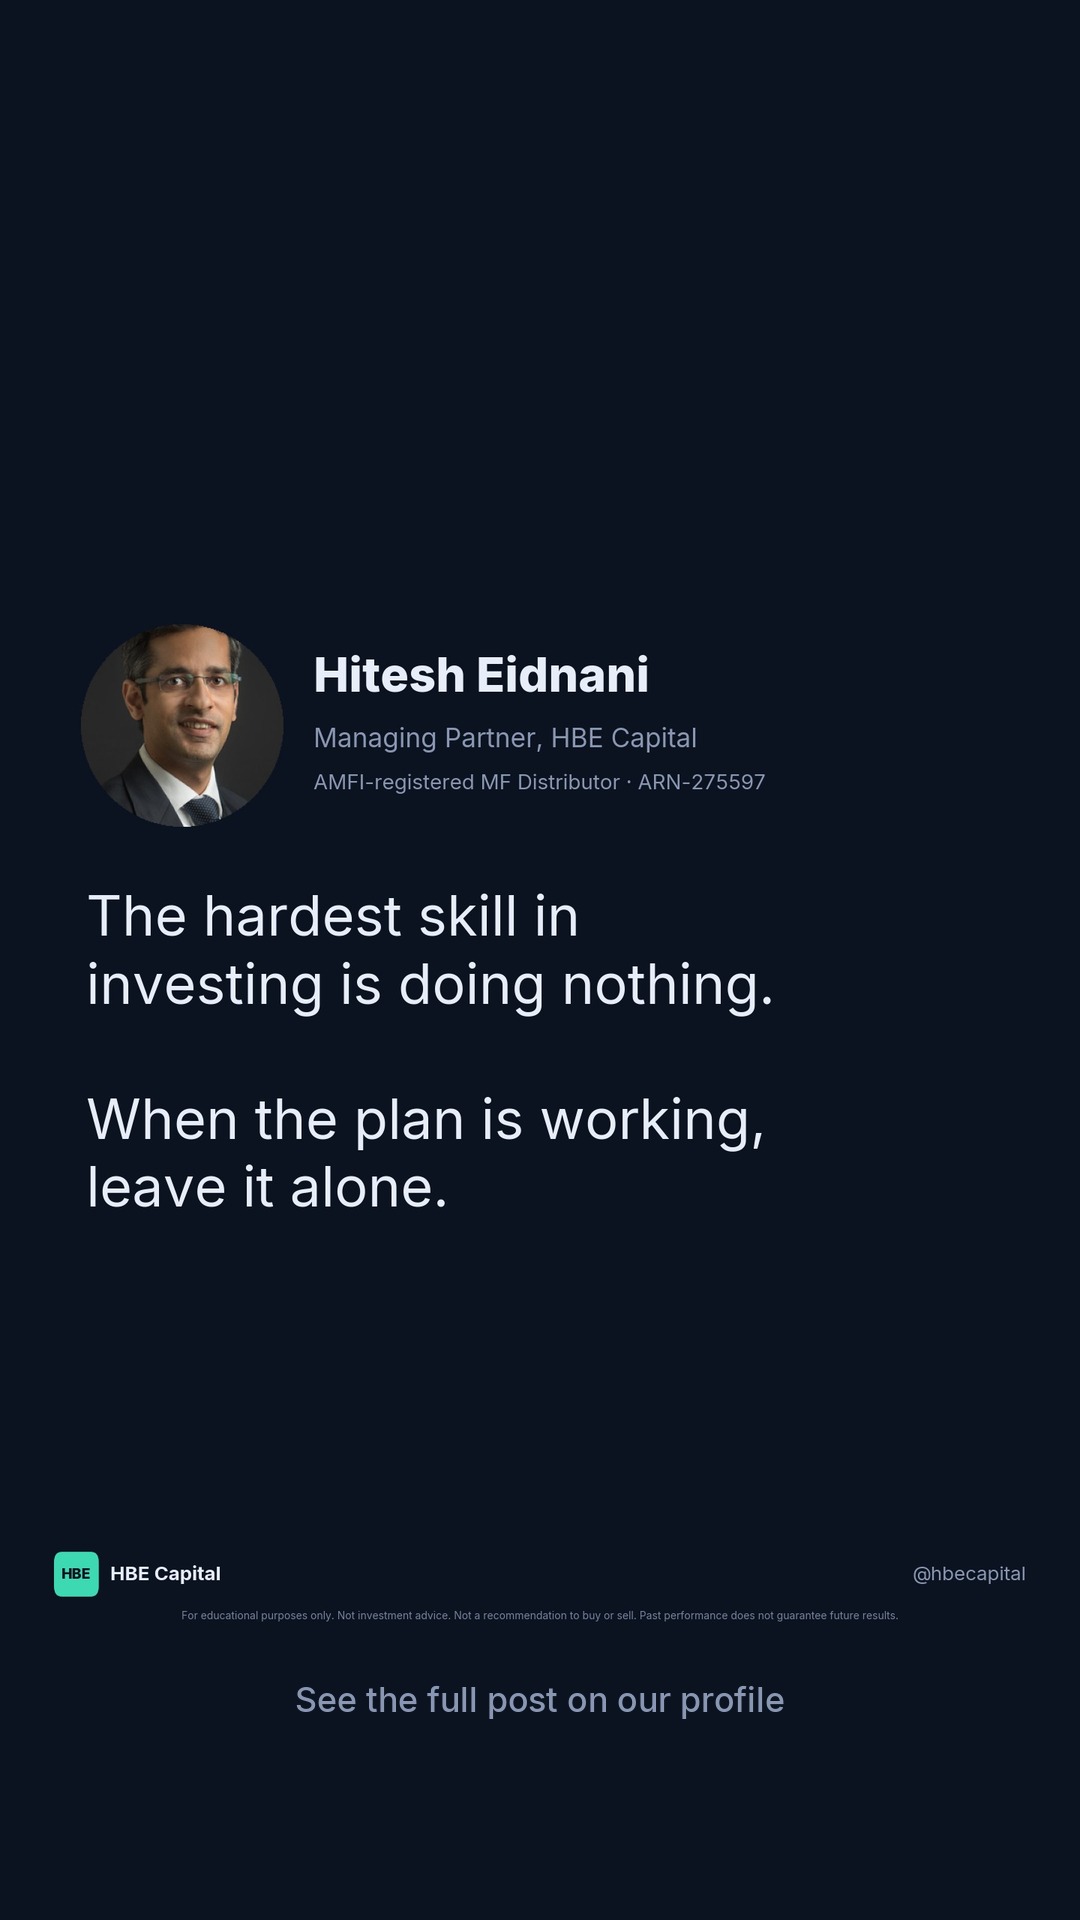 Hitesh Eidnani
Managing Partner, HBE Capital
AMFI-registered MF Distributor · ARN-275597
The hardest skill in
investing is doing nothing.
When the plan is working,
leave it alone.
HBE HBE Capital
@hbecapital
For educational purposes only. Not investment advice. Not a recommendation to buy or sell. Past performance does not guarantee future results.
See the full post on our profile